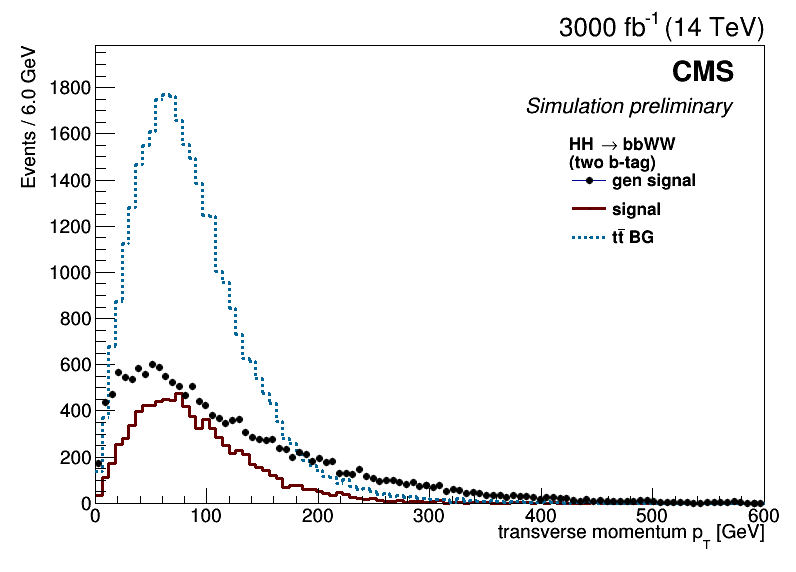 3000 fb-1 (14 TeV)
CMS
Simulation preliminary
HH → bbWW
(two b-tag)
gen signal
signal
tt̄ BG
Events / 6.0 GeV
1800
1600
1400
1200
1000
800
600
400
200
0
0 100 200 300 400 500 600
transverse momentum pT [GeV]